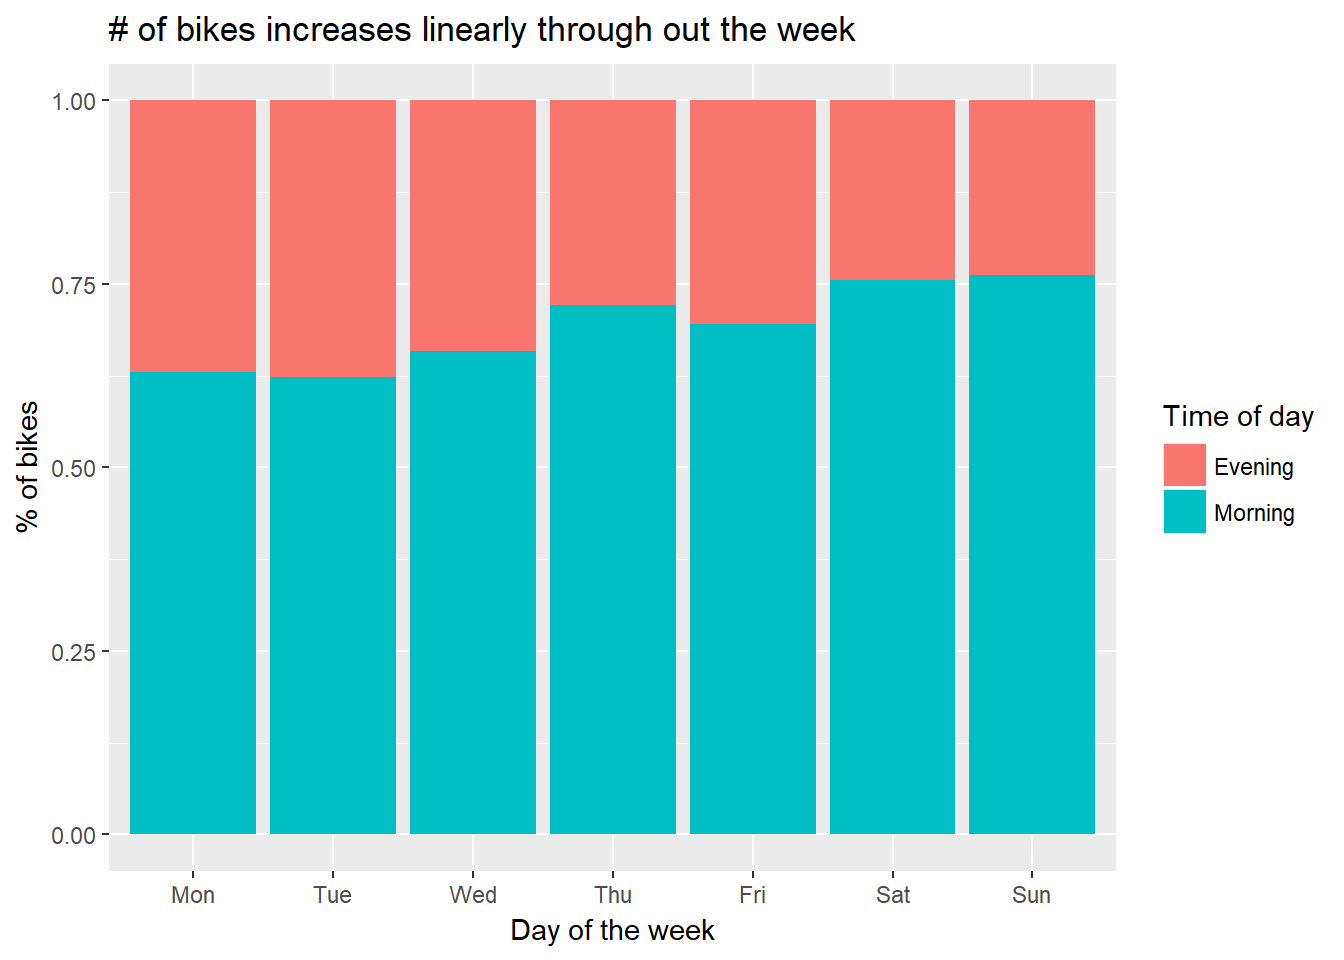 # of bikes increases linearly through out the week
1.00
0.75
0.50
0.25
0.00
% of bikes
Mon Tue Wed Thu Fri Sat Sun
Day of the week
Time of day
Evening
Morning